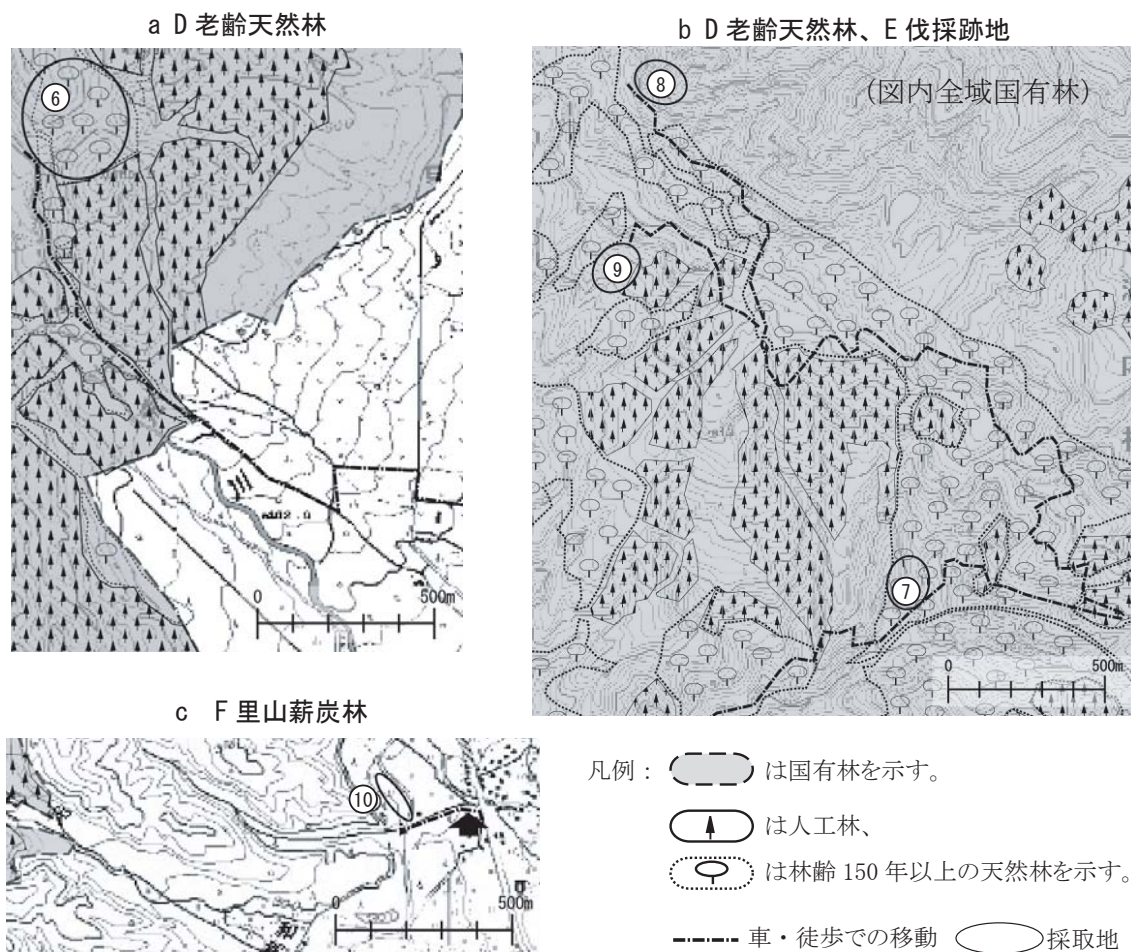 a D 老齢天然林
b D 老齢天然林、E 伐採跡地
⑥
0
500m
⑧
(図内全域国有林)
⑨
⑦
0
500m
c F 里山薪炭林
⑩
0
500m
凡例： は国有林を示す。
は人工林、
は林齢 150 年以上の天然林を示す。
車・徒歩での移動 採取地